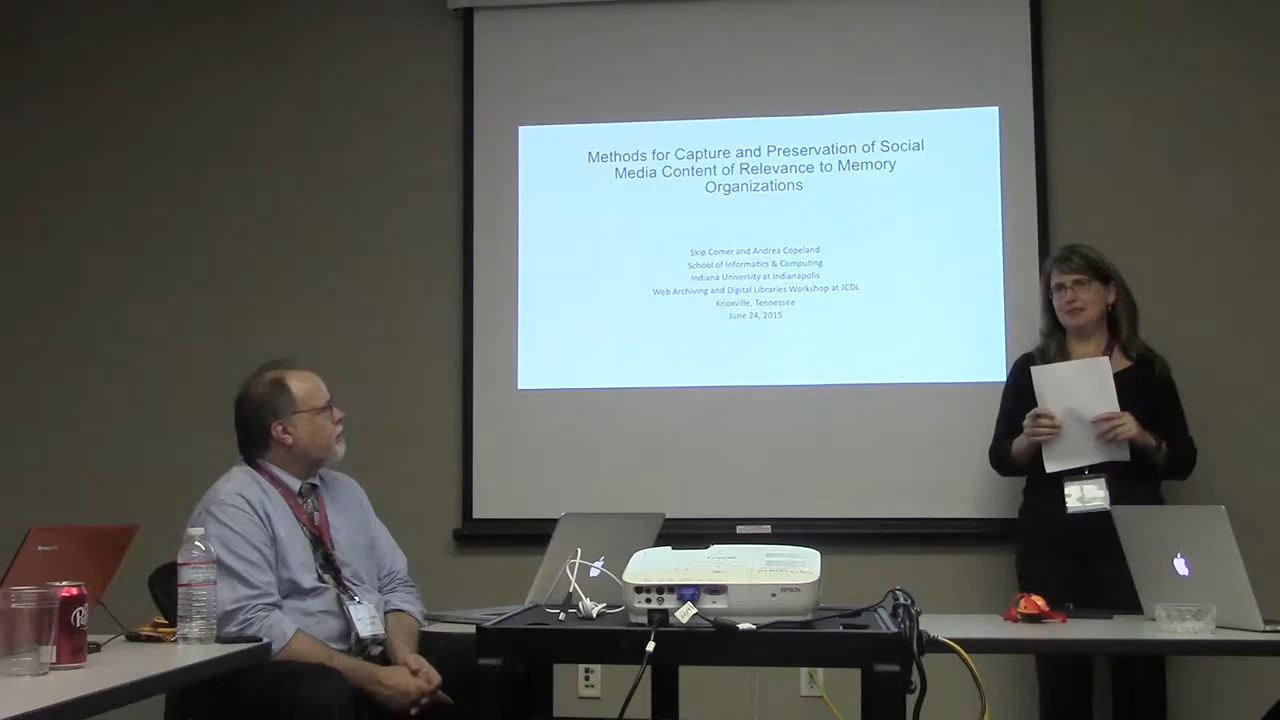 Methods for Capture and Preservation of Social
Media Content of Relevance to Memory
Organizations
Skip Comer and Andrea Copeland
School of Informatics & Computing
Indiana University at Indianapolis
Web Archiving and Digital Libraries Workshop at JCDL
Knoxville, Tennessee
June 24, 2015
EPSON